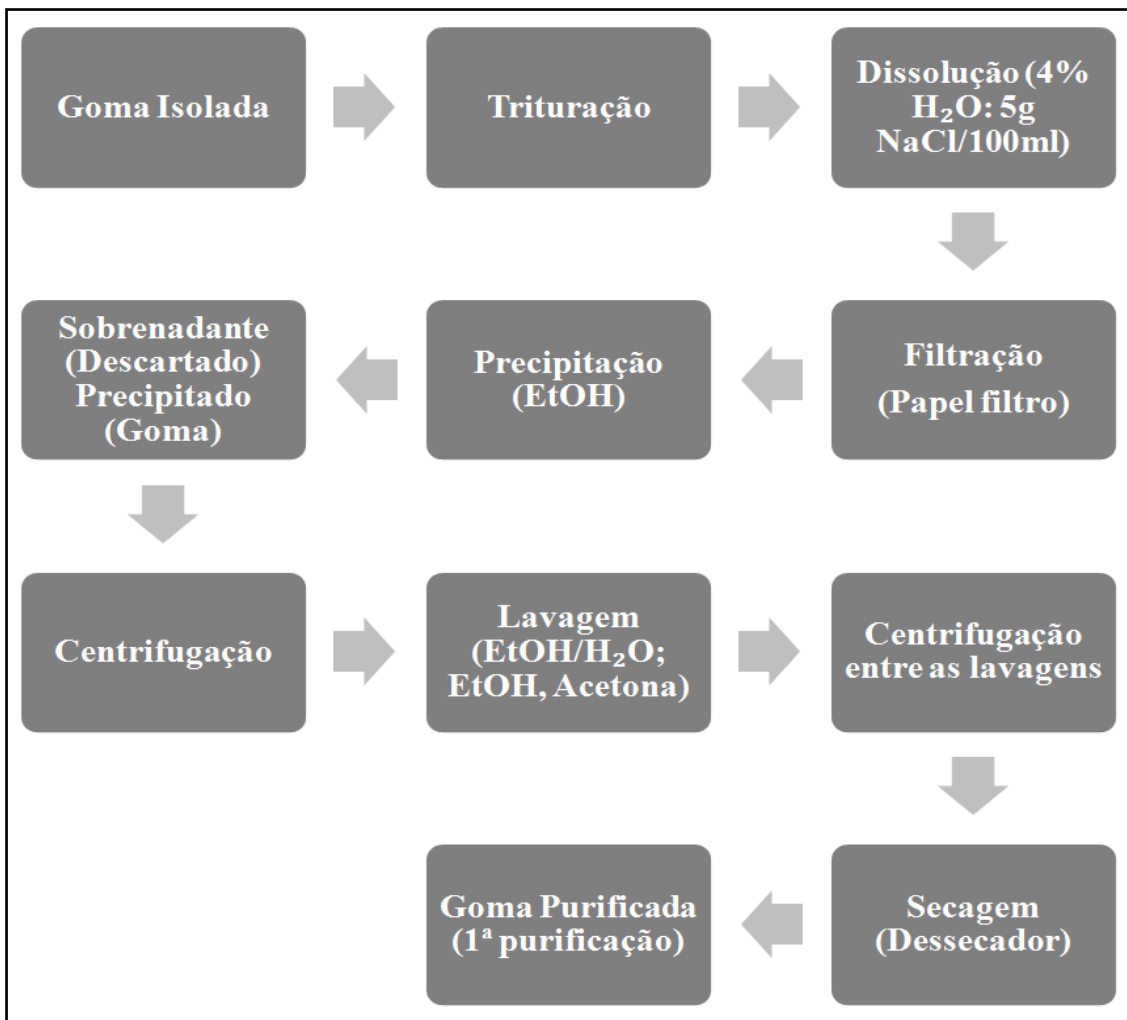 Goma Isolada
Trituração
Dissolução (4%
H₂O: 5g
NaCl/100ml)
Filtração
(Papel filtro)
Precipitação
(EtOH)
Sobrenadante
(Descartado)
Precipitado
(Goma)
Centrifugação
Lavagem
(EtOH/H₂O;
EtOH, Acetona)
Centrifugação
entre as lavagens
Secagem
(Dessecador)
Goma Purificada
(1ª purificação)